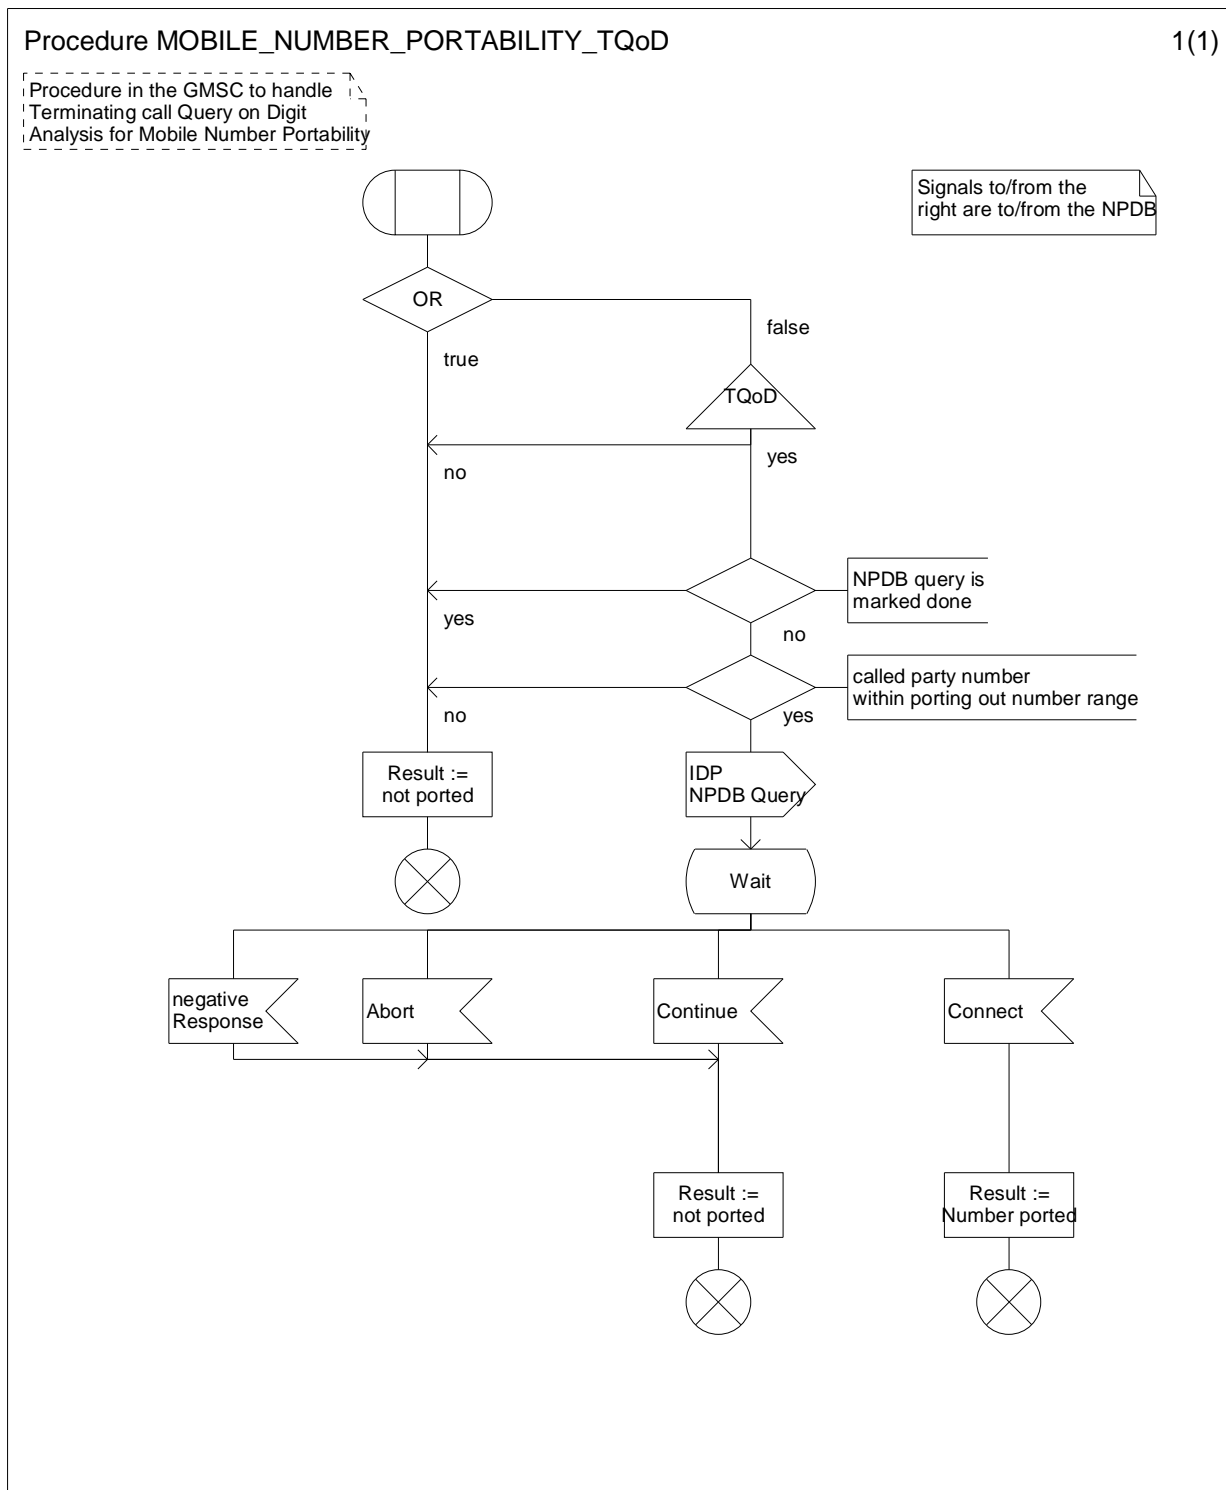 Procedure MOBILE_NUMBER_PORTABILITY_TQoD
1(1)
Procedure in the GMSC to handle
Terminating call Query on Digit
Analysis for Mobile Number Portability
Signals to/from the
right are to/from the NPDB
OR
false
true
TQoD
yes
no
NPDB query is
marked done
yes
no
called party number
within porting out number range
no
yes
Result :=
not ported
IDP
NPDB Query
Wait
negative
Response
Abort
Continue
Connect
Result :=
not ported
Result :=
Number ported